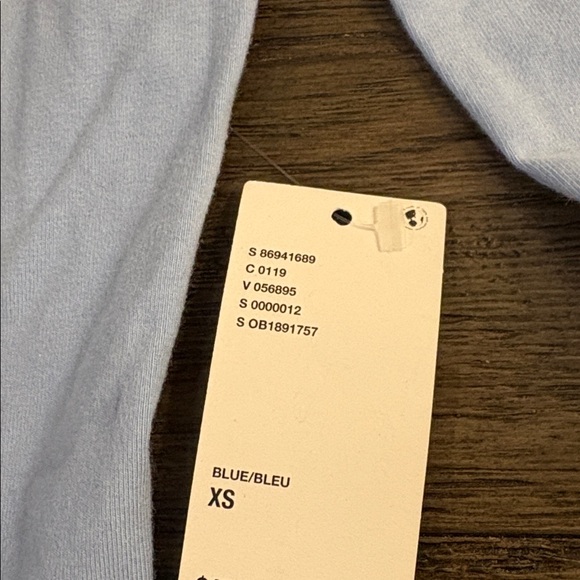 S 86941689
C 0119
V 056895
S 0000012
S OB1891757
BLUE/BLEU
XS